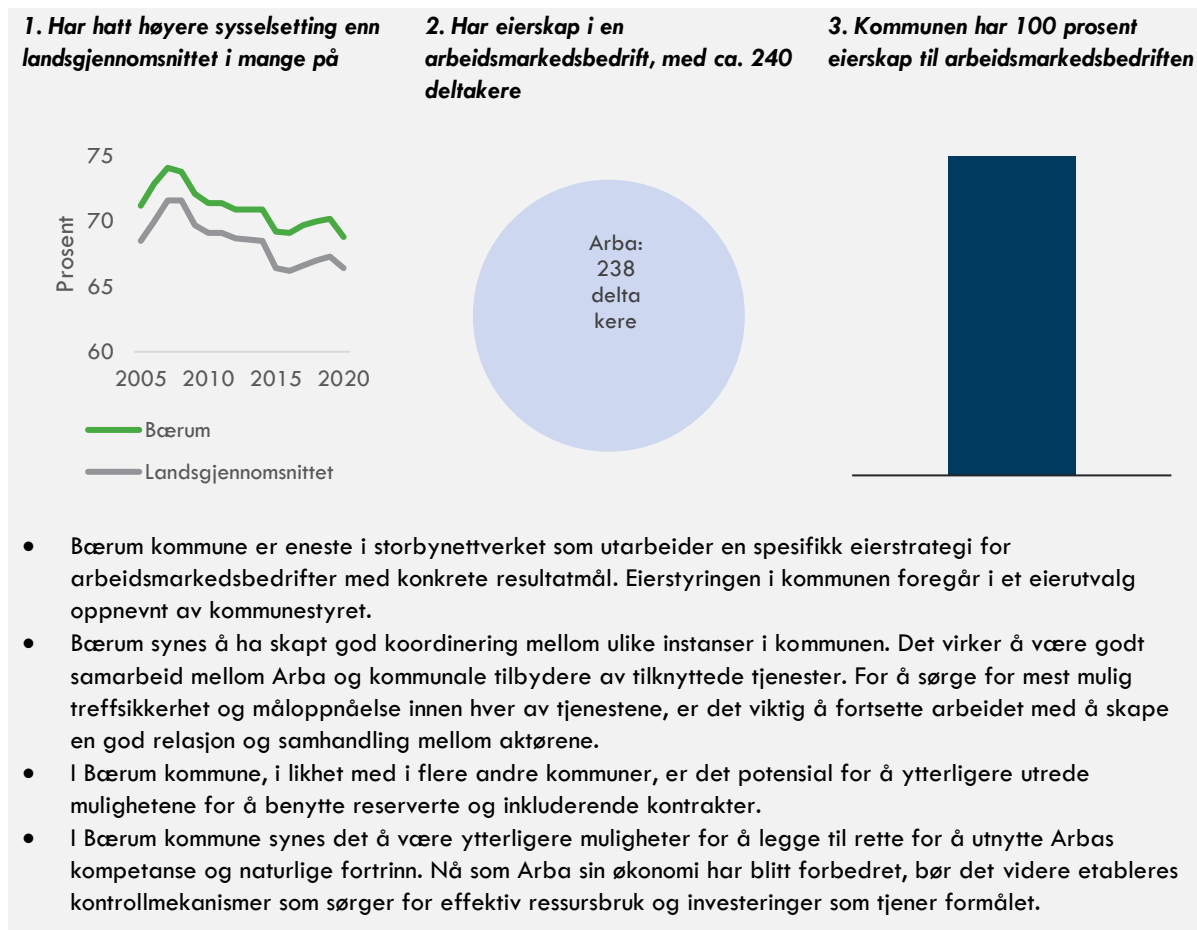 1. Har hatt høyere sysselsetting enn
landsgjennomsnittet i mange på
2. Har eierskap i en
arbeidsmarkedsbedrift, med ca. 240
deltakere
3. Kommunen har 100 prosent
eierskap til arbeidsmarkedsbedriften
75
70
65
60
Prosent
2005 2010 2015 2020
Bærum
Landsgjennomsnittet
Arba:
238
delta
kere
• Bærum kommune er eneste i storbynettverket som utarbeider en spesifikk eierstrategi for
arbeidsmarkedsbedrifter med konkrete resultatmål. Eierstyringen i kommunen foregår i et eierutvalg
oppnevnt av kommunestyret.
• Bærum synes å ha skapt god koordinering mellom ulike instanser i kommunen. Det virker å være godt
samarbeid mellom Arba og kommunale tilbydere av tilknyttede tjenester. For å sørge for mest mulig
treffsikkerhet og måloppnåelse innen hver av tjenestene, er det viktig å fortsette arbeidet med å skape
en god relasjon og samhandling mellom aktørene.
• I Bærum kommune, i likhet med i flere andre kommuner, er det potensial for å ytterligere utrede
mulighetene for å benytte reserverte og inkluderende kontrakter.
• I Bærum kommune synes det å være ytterligere muligheter for å legge til rette for å utnytte Arbas
kompetanse og naturlige fortrinn. Nå som Arba sin økonomi har blitt forbedret, bør det videre etableres
kontrollmekanismer som sørger for effektiv ressursbruk og investeringer som tjener formålet.